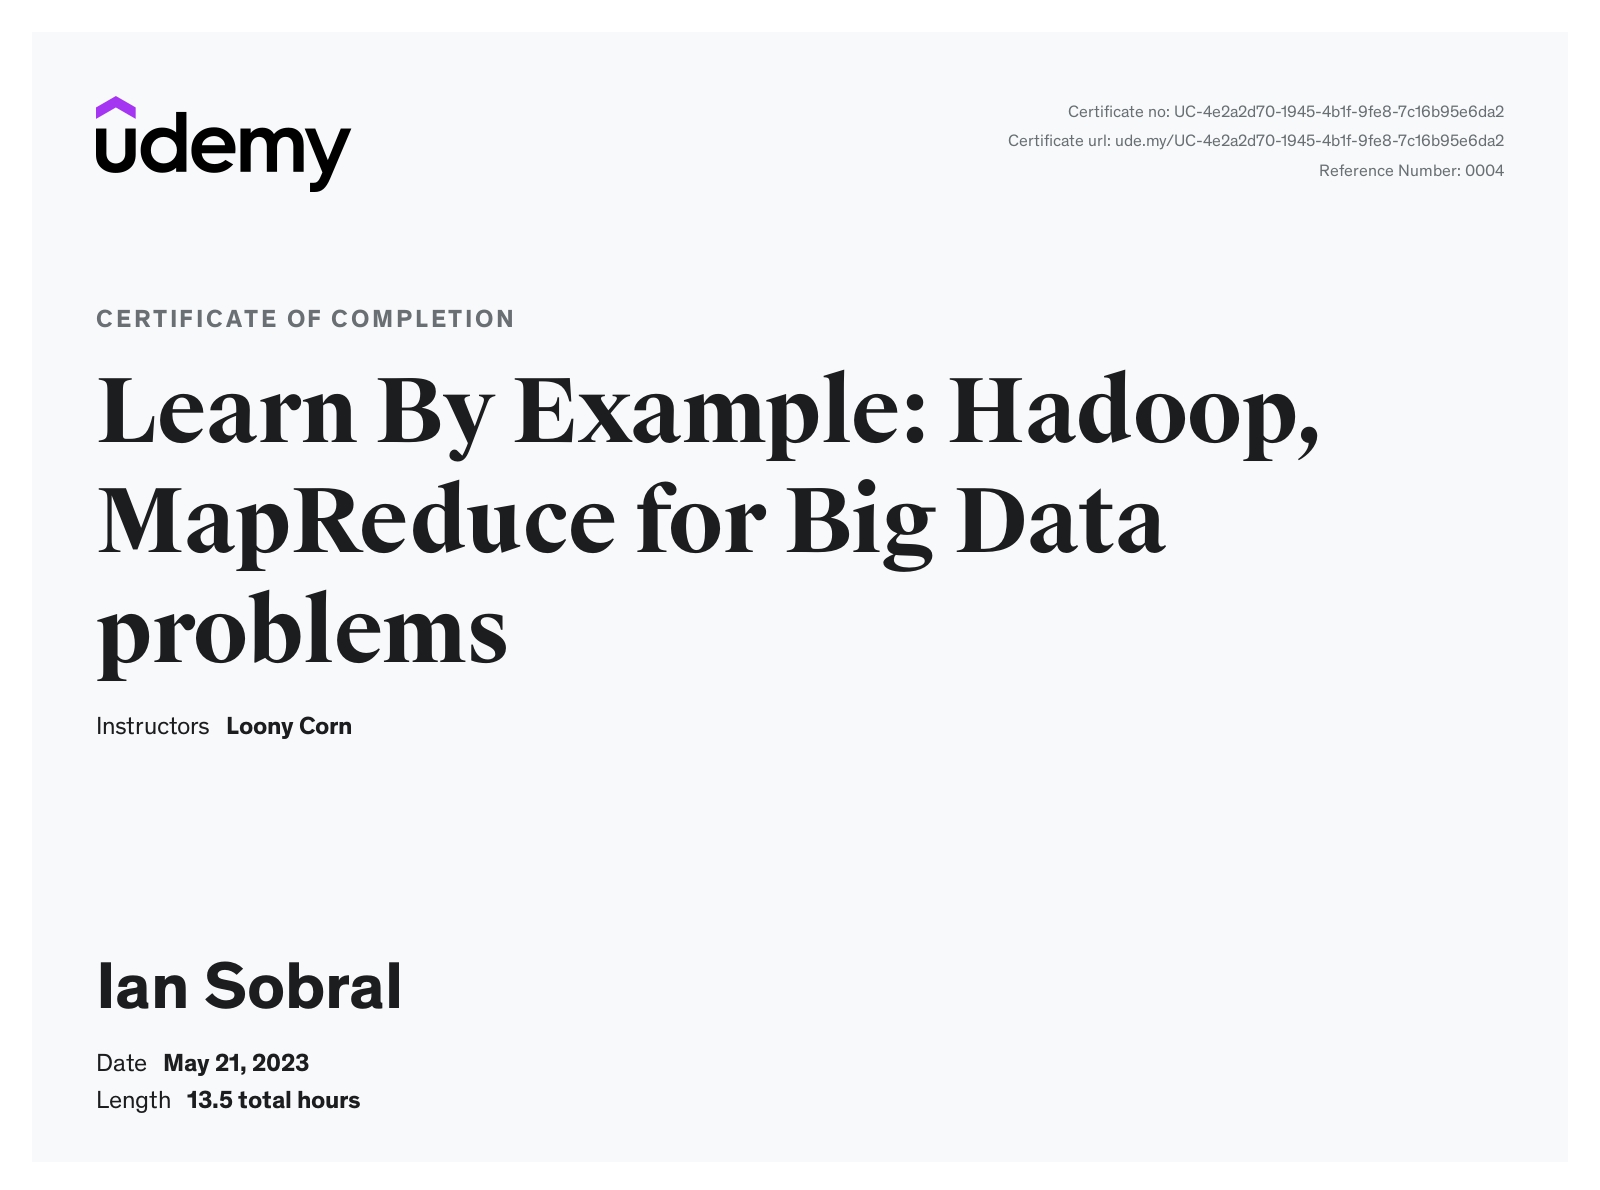 udemy
Certificate no: UC-4e2a2d70-1945-4b1f-9fe8-7c16b95e6da2
Certificate url: ude.my/UC-4e2a2d70-1945-4b1f-9fe8-7c16b95e6da2
Reference Number: 0004
CERTIFICATE OF COMPLETION
Learn By Example: Hadoop,
MapReduce for Big Data
problems
Instructors Loony Corn
Ian Sobral
Date May 21, 2023
Length 13.5 total hours